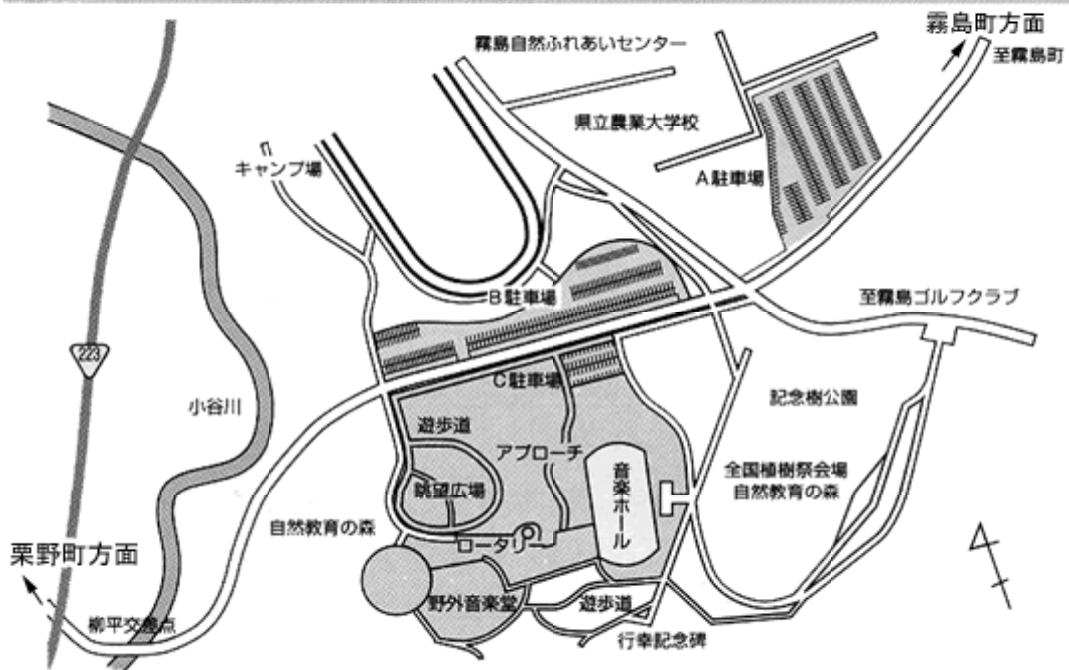 霧島町方面
至霧島町
霧島自然ふれあいセンター
県立農業大学校
キャンプ場
A駐車場
B駐車場
至霧島ゴルフクラブ
223
C駐車場
小谷川
記念樹公園
遊歩道
アプローチ
音楽ホール
全国植樹祭会場
自然教育の森
眺望広場
自然教育の森
ロータリー
栗野町方面
野外音楽堂
遊歩道
柳平交差点
行幸記念碑